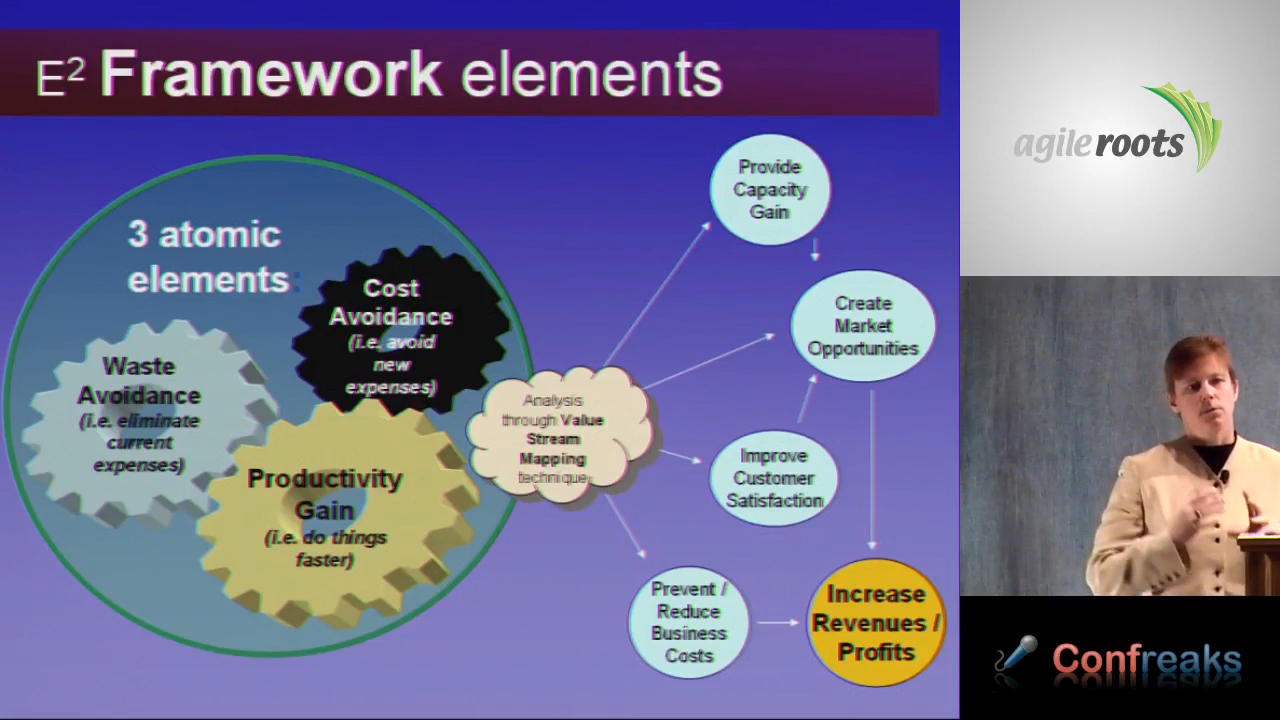 E² Framework elements
3 atomic
elements:
Cost
Avoidance
(i.e. avoid
new
expenses)
Waste
Avoidance
(i.e. eliminate
current
expenses)
Productivity
Gain
(i.e. do things
faster)
Analysis
through Value
Stream
Mapping
technique
Provide
Capacity
Gain
Create
Market
Opportunities
Improve
Customer
Satisfaction
Prevent /
Reduce
Business
Costs
Increase
Revenues /
Profits
agile roots
Confreaks